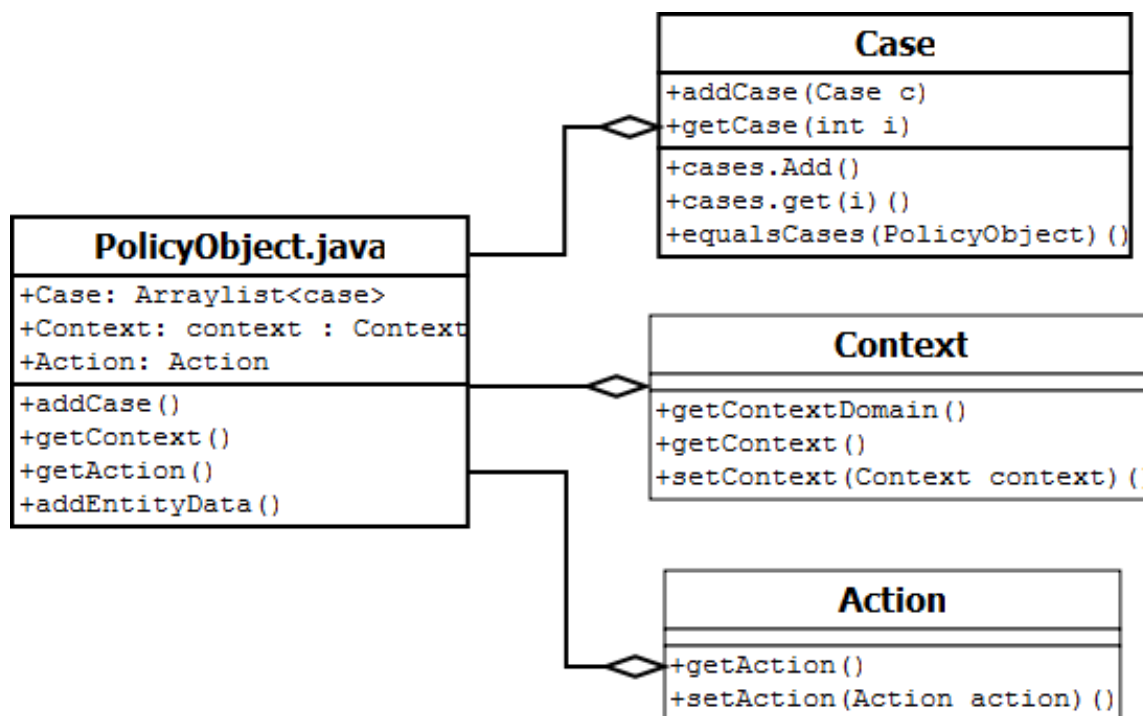 Case
+addCase(Case c)
+getCase(int i)
+cases.Add()
+cases.get(i)()
+equalsCases(PolicyObject)()
PolicyObject.java
+Case: Arraylist<case>
+Context: context : Context
+Action: Action
+addCase()
+getContext()
+getAction()
+addEntityData()
Context
+getContextDomain()
+getContext()
+setContext(Context context)()
Action
+getAction()
+setAction(Action action)()